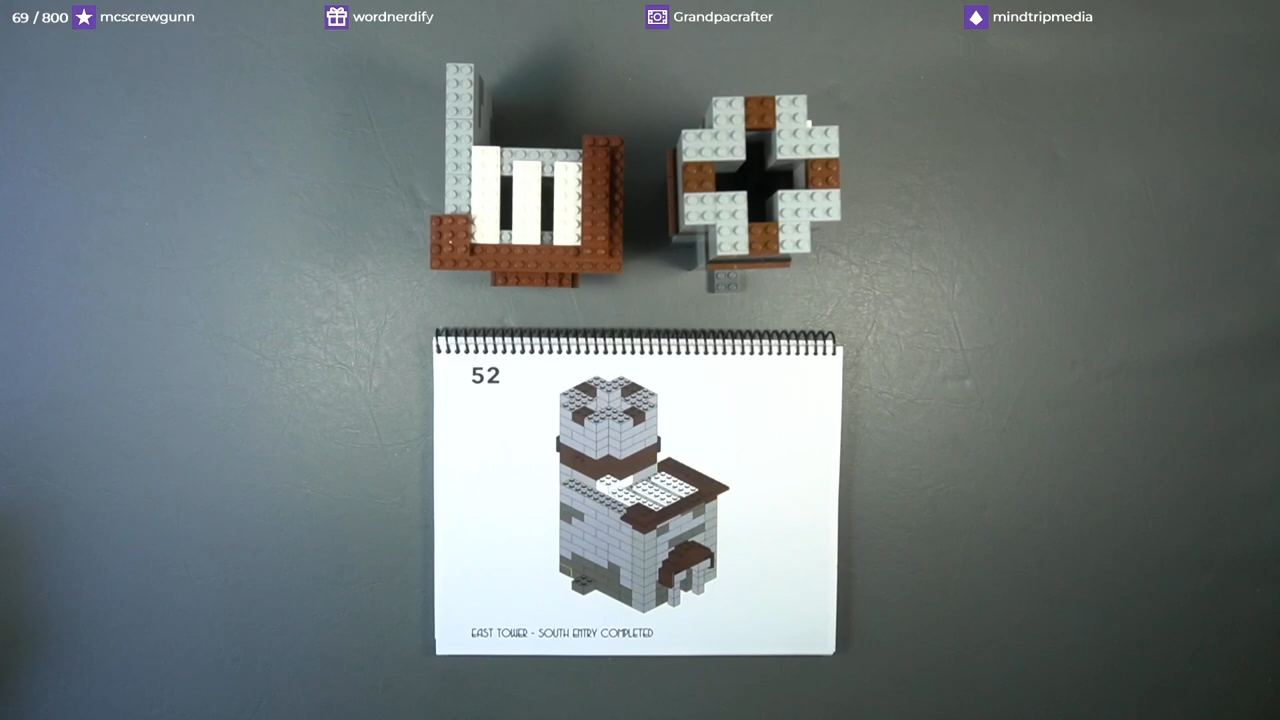 69 / 800 mcscrewgunn wordnerdify Grandpacrafter mindtripmedia
52
EAST TOWER - SOUTH ENTRY COMPLETED